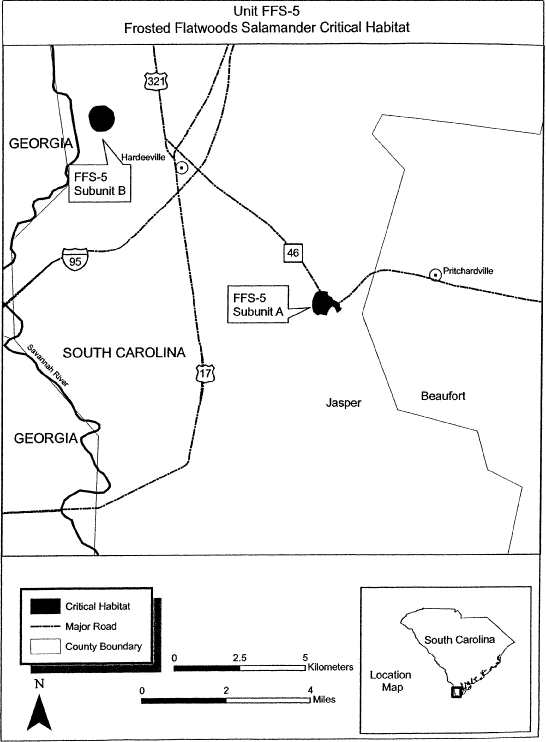 Unit FFS-5
Frosted Flatwoods Salamander Critical Habitat
321
GEORGIA
Hardeeville
FFS-5
Subunit B
46
95
Pritchardville
FFS-5
Subunit A
SOUTH CAROLINA
Savannah River
17
Jasper
Beaufort
GEORGIA
Critical Habitat
Major Road
County Boundary
N
0 2.5 5
Kilometers
0 2 4
Miles
South Carolina
Location
Map